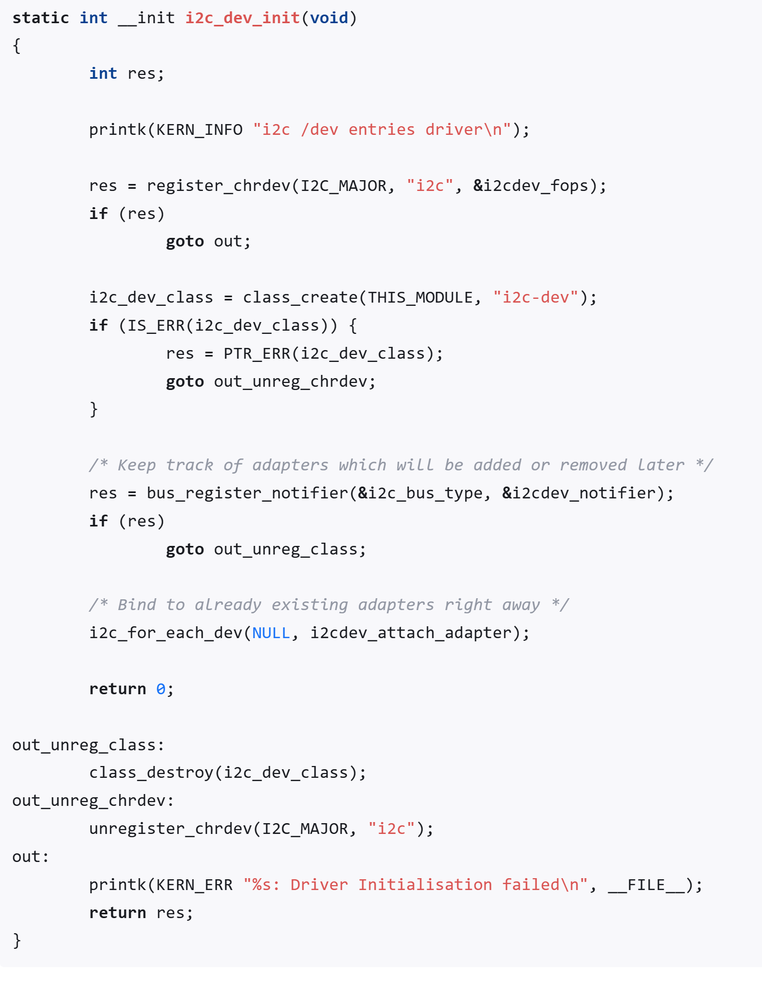 static int __init i2c_dev_init(void)
{
        int res;

        printk(KERN_INFO "i2c /dev entries driver\n");

        res = register_chrdev(I2C_MAJOR, "i2c", &i2cdev_fops);
        if (res)
                goto out;

        i2c_dev_class = class_create(THIS_MODULE, "i2c-dev");
        if (IS_ERR(i2c_dev_class)) {
                res = PTR_ERR(i2c_dev_class);
                goto out_unreg_chrdev;
        }

        /* Keep track of adapters which will be added or removed later */
        res = bus_register_notifier(&i2c_bus_type, &i2cdev_notifier);
        if (res)
                goto out_unreg_class;

        /* Bind to already existing adapters right away */
        i2c_for_each_dev(NULL, i2cdev_attach_adapter);

        return 0;

out_unreg_class:
        class_destroy(i2c_dev_class);
out_unreg_chrdev:
        unregister_chrdev(I2C_MAJOR, "i2c");
out:
        printk(KERN_ERR "%s: Driver Initialisation failed\n", __FILE__);
        return res;
}